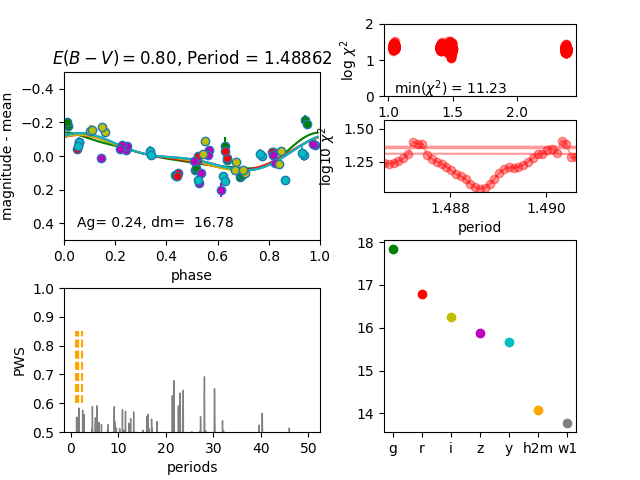 E(B − V) = 0.80, Period = 1.48862
magnitude - mean
−0.4
−0.2
0.0
0.2
0.4
Ag= 0.24, dm=  16.78
0.0 0.2 0.4 0.6 0.8 1.0
phase
log χ²
2
1
0
min(χ²) = 11.23
1.0 1.5 2.0
log10 χ²
1.50
1.25
1.488 1.490
period
PWS
1.0
0.9
0.8
0.7
0.6
0.5
0 10 20 30 40 50
periods
18
17
16
15
14
g r i z y h2m w1